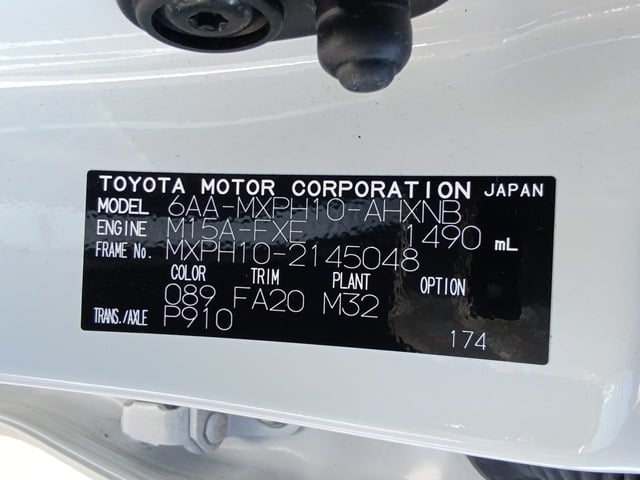 TOYOTA MOTOR CORPORATION JAPAN
MODEL 6AA-MXPH10-AHXNB
ENGINE M15A-FXE 1490 mL
FRAME No. MXPH10-2145048
COLOR TRIM PLANT OPTION
089 FA20 M32
TRANS./AXLE P910
174